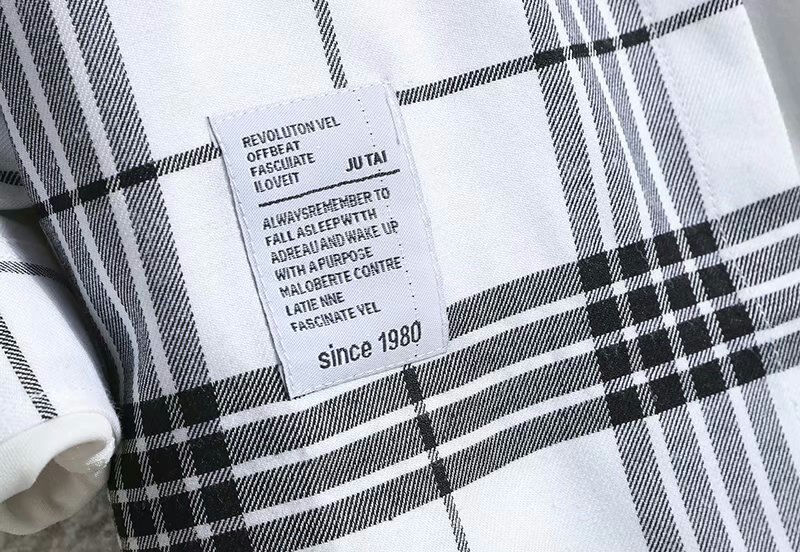 REVOLUTON VEL
OFFBEAT
FASCUIATE
ILOVEIT JU TAI
ALWAYSREMEMBER TO
FALL ASLEEPWTTH
ADREAU AND WAKE UP
WITH A PURPOSE
MALOBERTE CONTRE
LATIE NNE
FASCINATE VEL
since 1980